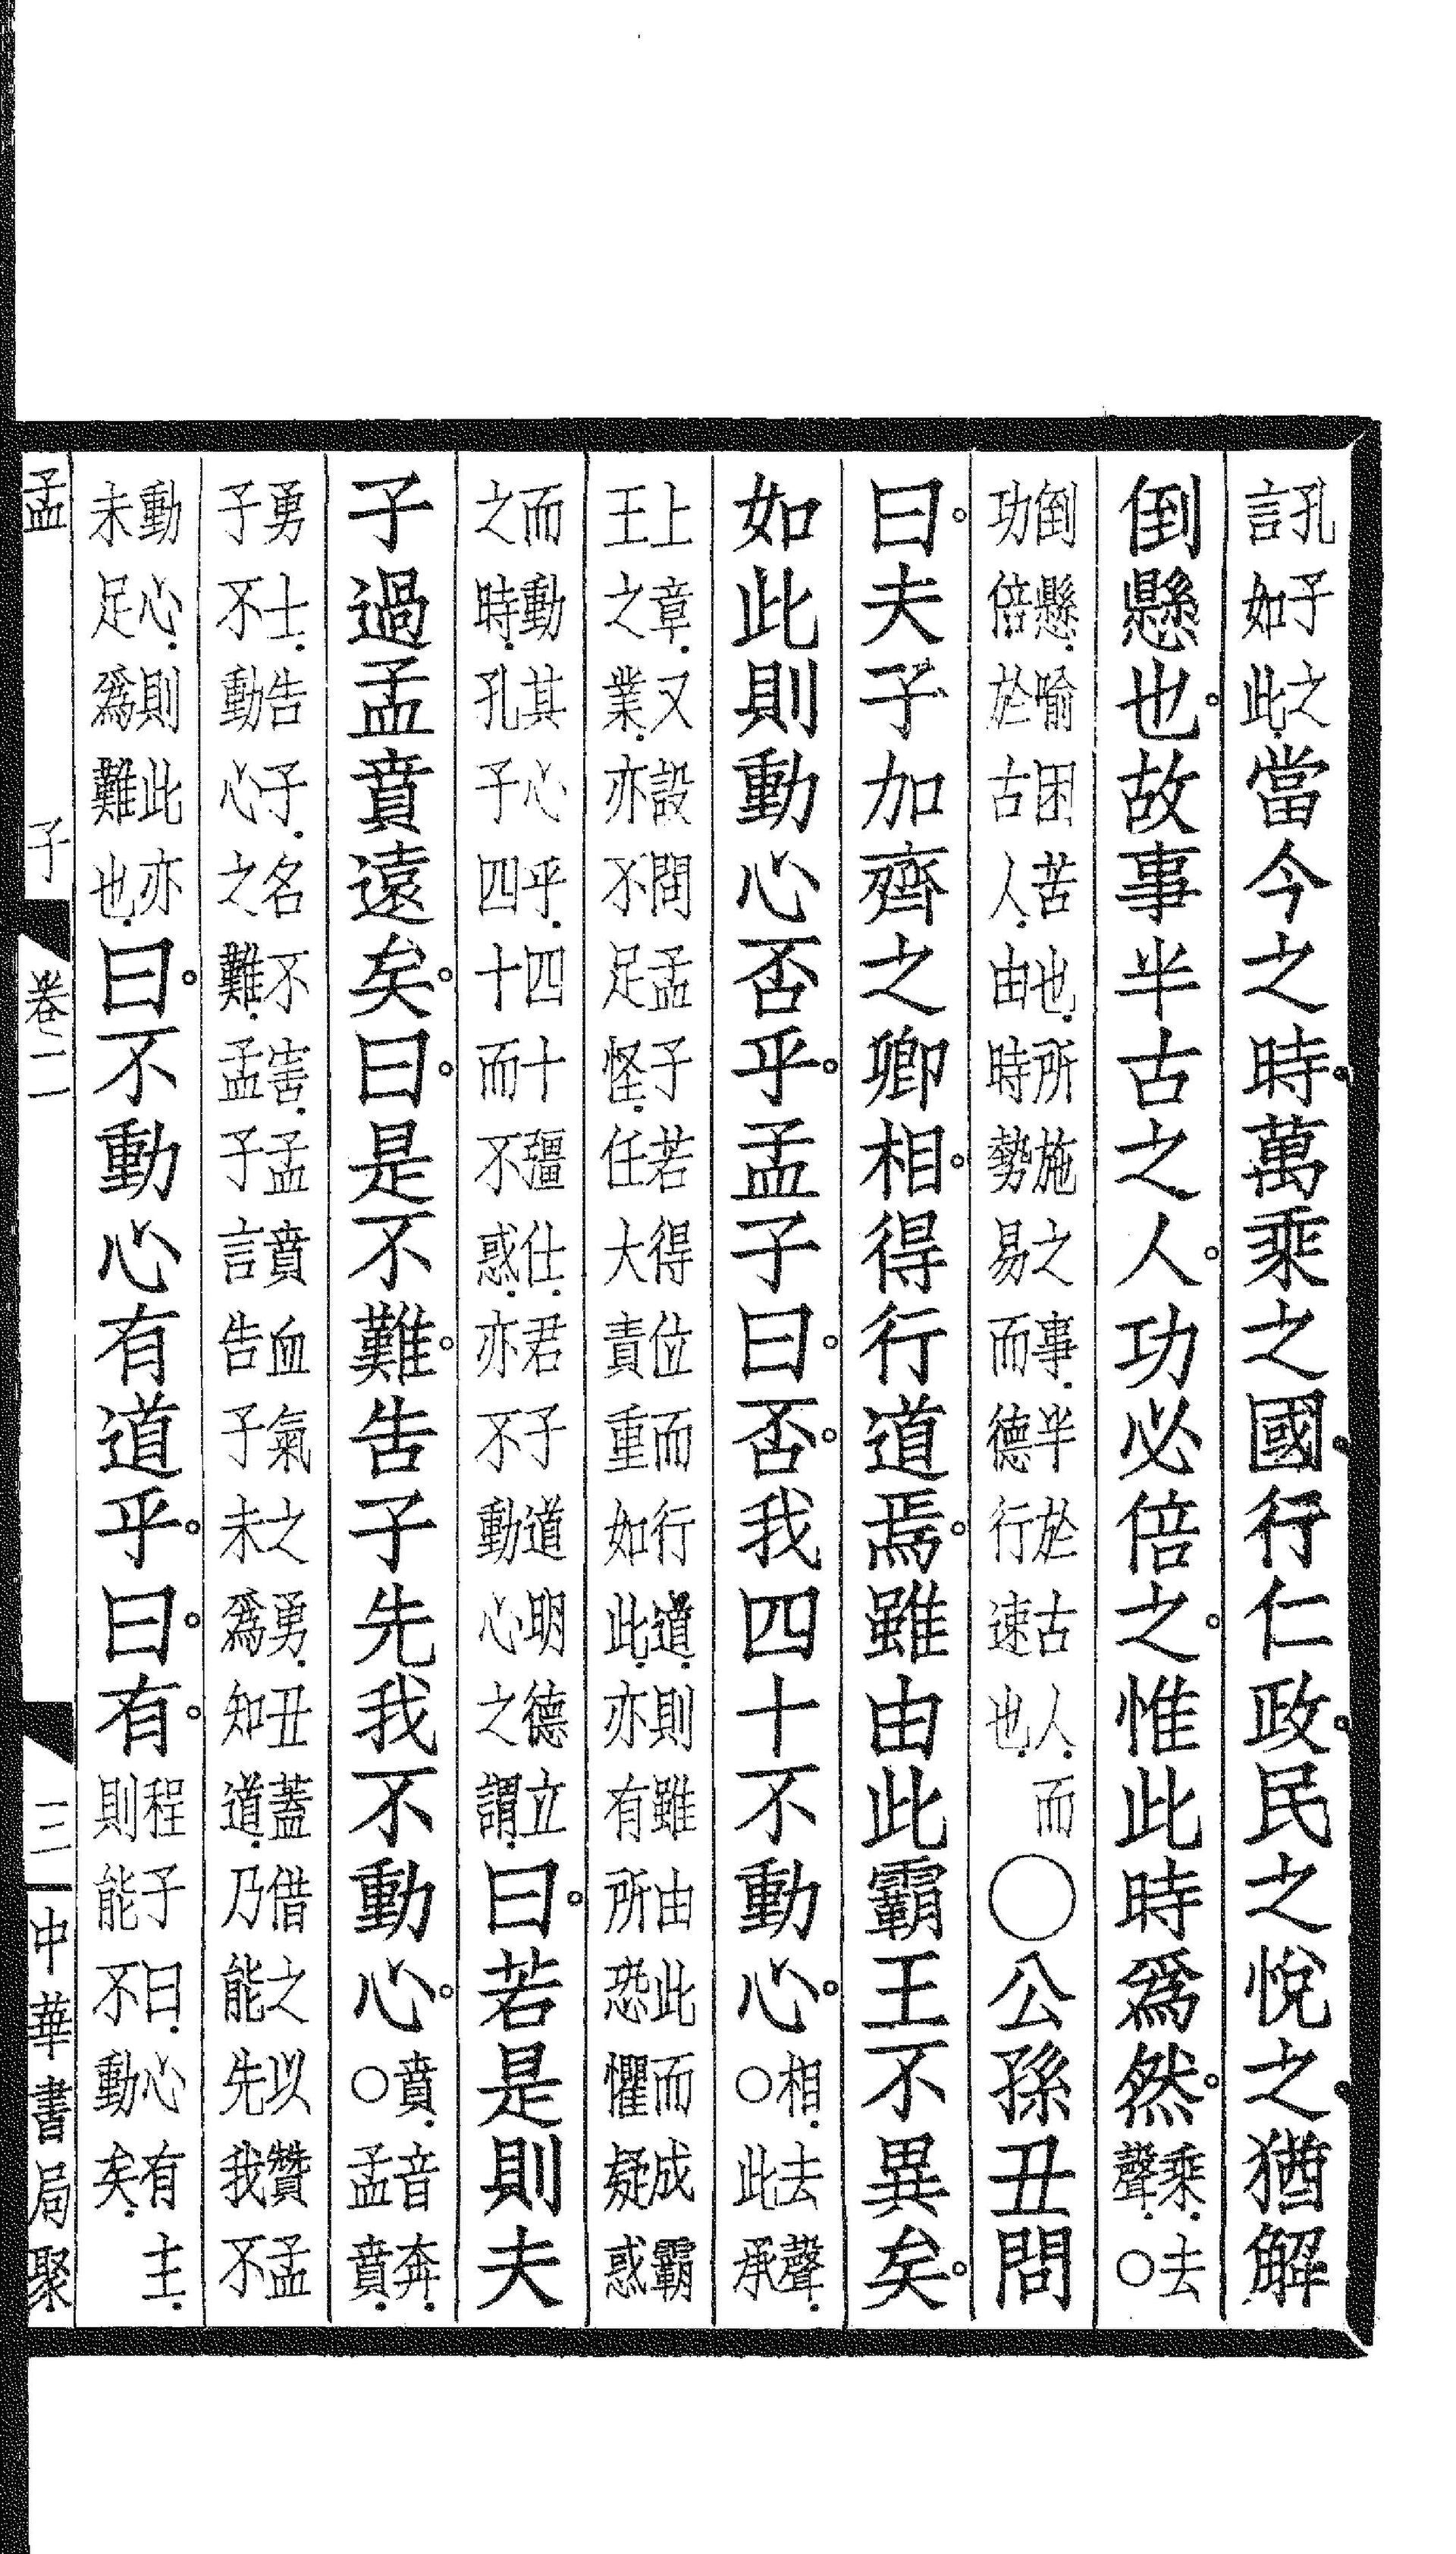 孔子之言如此.當今之時。萬乘之國。行仁政。民之悅之。猶解
倒懸也。故事半古之人。功必倍之。惟此時爲然。乘.去聲.○
倒懸.喻困苦也.所施之事.半於古人.而功倍於古人.由時勢易而德行速也.○公孫丑問
曰。夫子加齊之卿相。得行道焉。雖由此霸王不異矣。
如此則動心否乎。孟子曰。否。我四十不動心。相.去聲.○此承
上章.又設問孟子若得位而行道.則雖由此而成霸王之業.亦不足怪.任大責重如此.亦有所恐懼疑惑
而動其心乎.四十疆仕.君子道明德立之時.孔子四十而不惑.亦不動心之謂.曰。若是則夫
子過孟賁遠矣。曰。是不難。告子先我不動心。賁.音奔.○孟賁.
勇士.告子.名不害.孟賁血氣之勇.丑蓋借之以贊孟子不動心之難.孟子言告子未爲知道.乃能先我不
動心.則此亦未足爲難也.曰。不動心有道乎。曰。有。程子曰.心有主.則能不動矣.
孟子 卷二 三 中華書局聚